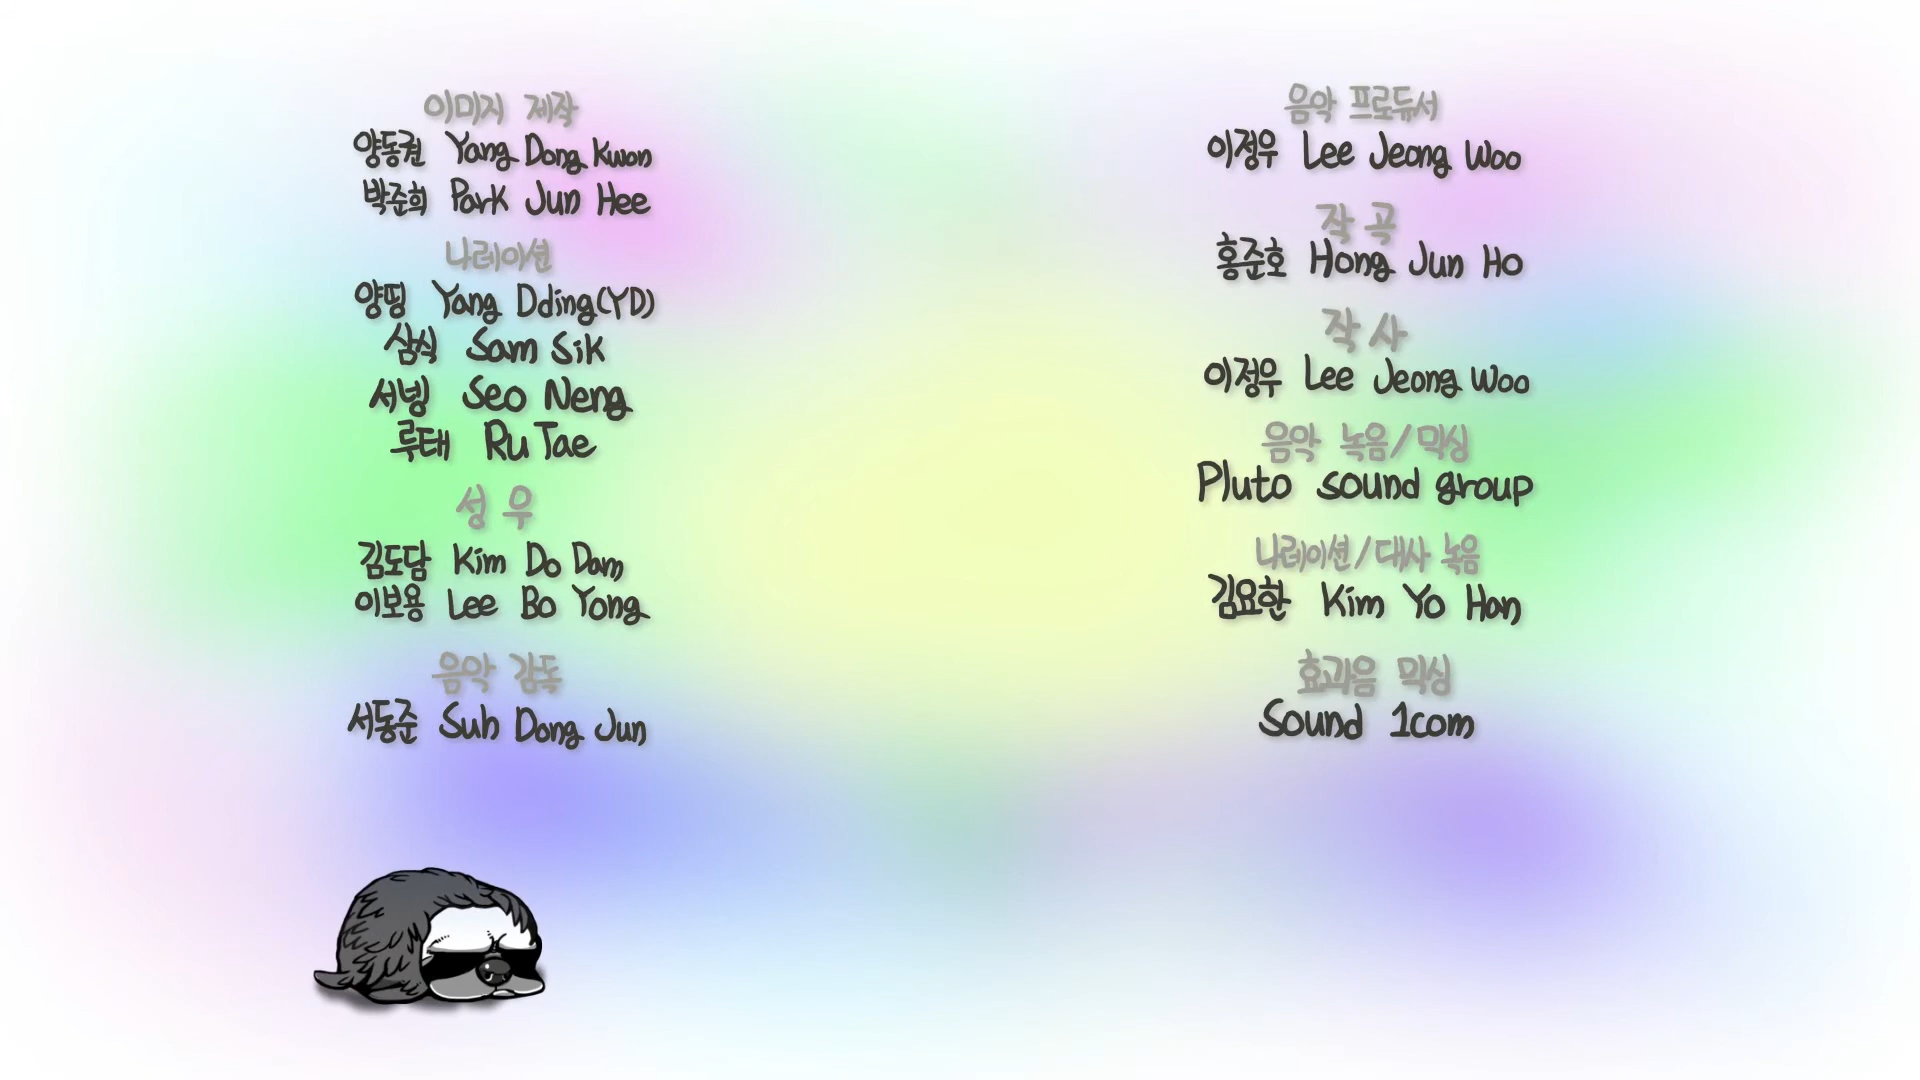 이미지 제작
양동권 Yang Dong Kwon
박준희 Park Jun Hee
나레이션
양띵 Yang Dding(YD)
삼식 Sam Sik
서넹 Seo Neng
루태 Ru Tae
성 우
김도담 Kim Do Dam
이보용 Lee Bo Yong
음악 감독
서동준 Suh Dong Jun
음악 프로듀서
이정우 Lee Jeong Woo
작 곡
홍준호 Hong Jun Ho
작 사
이정우 Lee Jeong Woo
음악 녹음/믹싱
Pluto sound group
나레이션/대사 녹음
김요한 Kim Yo Han
효과음 믹싱
Sound 1com